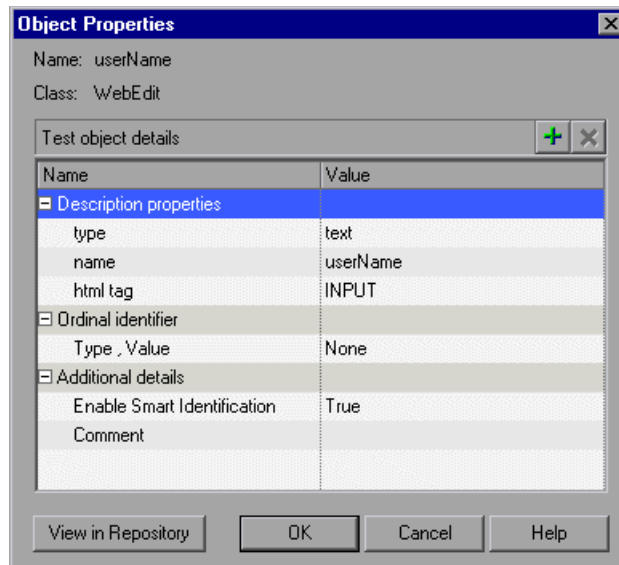 Object Properties
Name: userName
Class: WebEdit
Test object details
Name Value
Description properties
type text
name userName
html tag INPUT
Ordinal identifier
Type , Value None
Additional details
Enable Smart Identification True
Comment
View in Repository OK Cancel Help